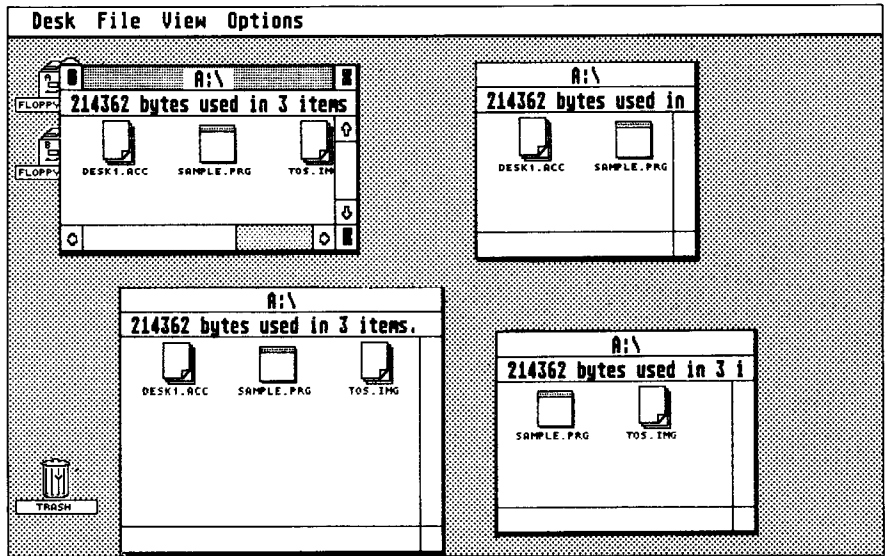 Desk File View Options
A:\
214362 bytes used in 3 items
DESK1.ACC SAMPLE.PRG TOS.IM
FLOPPY
FLOPPY
A:\
214362 bytes used in
DESK1.ACC SAMPLE.PRG
A:\
214362 bytes used in 3 items.
DESK1.ACC SAMPLE.PRG TOS.IMG
A:\
214362 bytes used in 3 i
SAMPLE.PRG TOS.IMG
TRASH